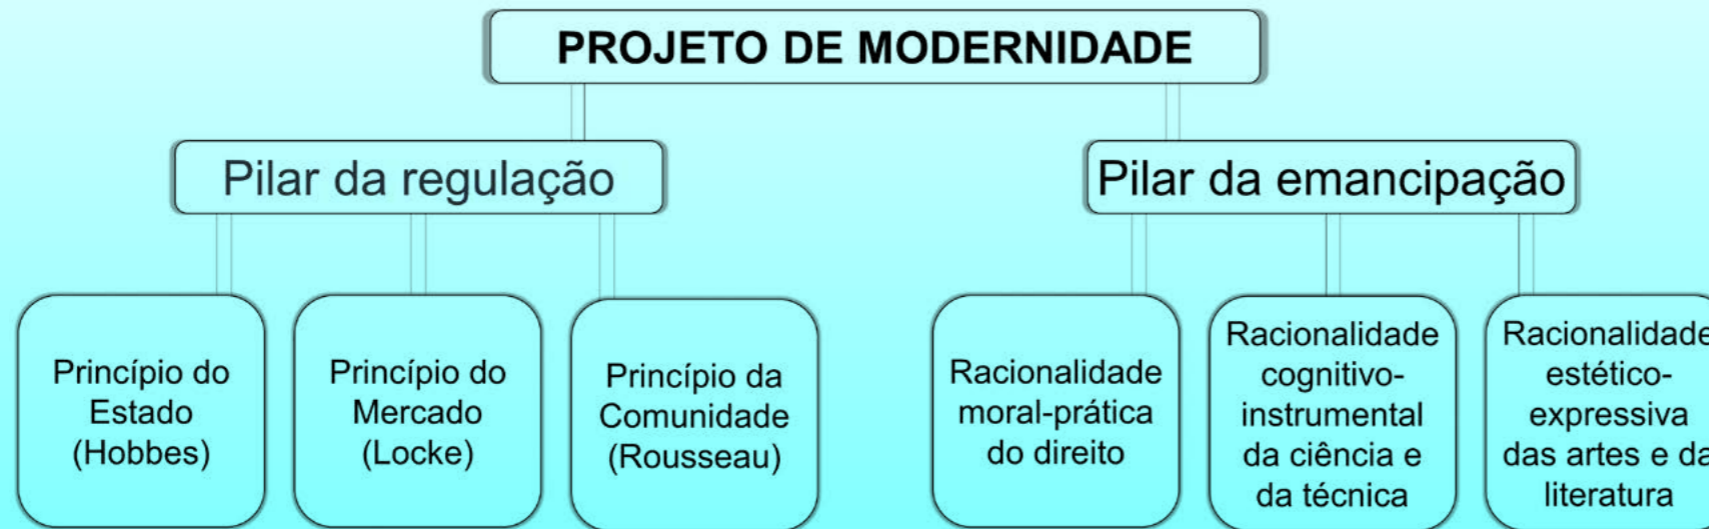 PROJETO DE MODERNIDADE
Pilar da regulação
Pilar da emancipação
Princípio do
Estado
(Hobbes)
Princípio do
Mercado
(Locke)
Princípio da
Comunidade
(Rousseau)
Racionalidade
moral-prática
do direito
Racionalidade
cognitivo-
instrumental
da ciência e
da técnica
Racionalidade
estético-
expressiva
das artes e da
literatura